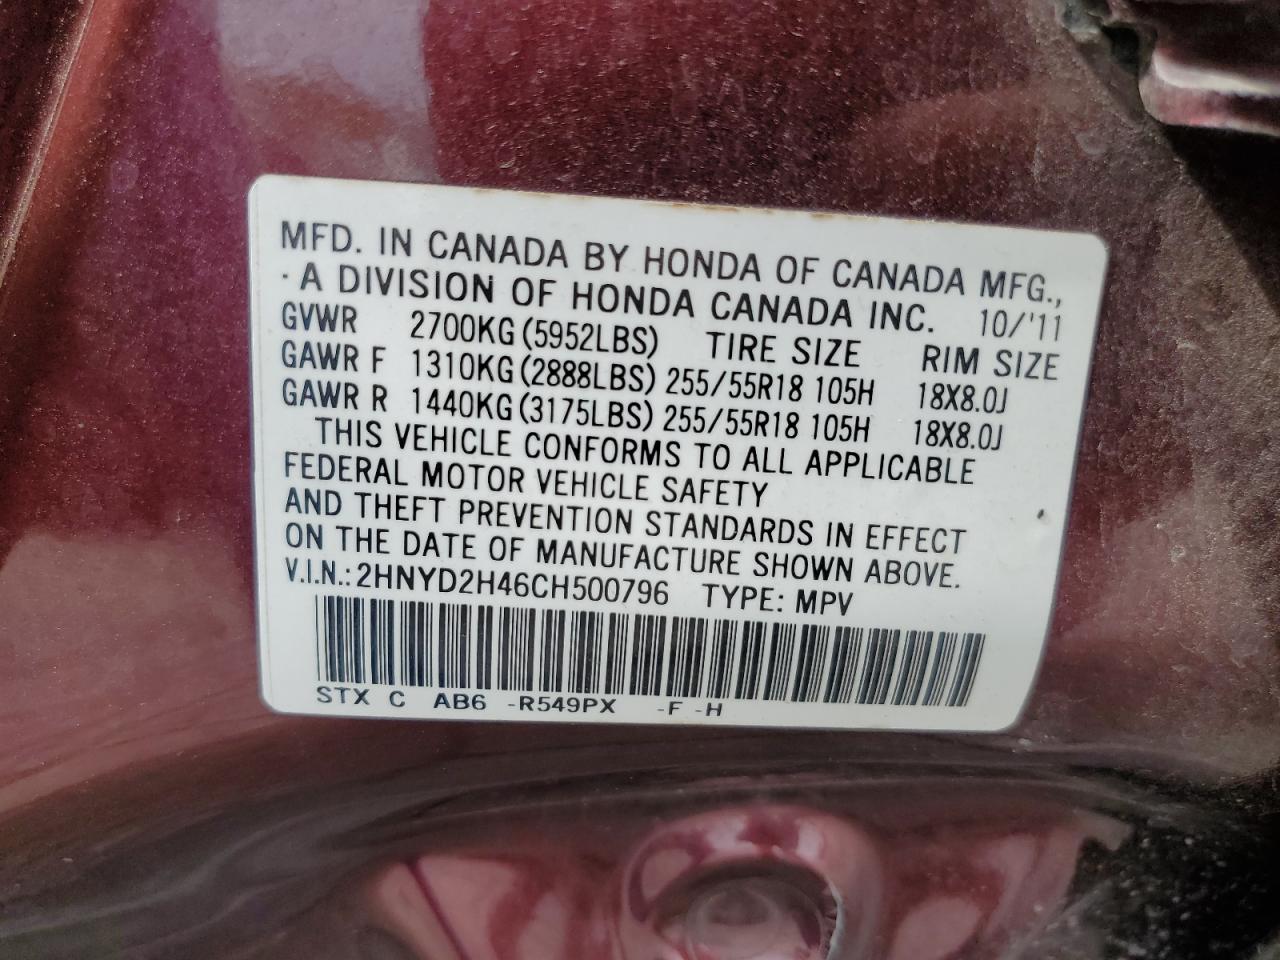 MFD. IN CANADA BY HONDA OF CANADA MFG.,
· A DIVISION OF HONDA CANADA INC. 10/'11
GVWR 2700KG (5952LBS) TIRE SIZE RIM SIZE
GAWR F 1310KG (2888LBS) 255/55R18 105H 18X8.0J
GAWR R 1440KG (3175LBS) 255/55R18 105H 18X8.0J
THIS VEHICLE CONFORMS TO ALL APPLICABLE
FEDERAL MOTOR VEHICLE SAFETY
AND THEFT PREVENTION STANDARDS IN EFFECT
ON THE DATE OF MANUFACTURE SHOWN ABOVE.
V.I.N.: 2HNYD2H46CH500796 TYPE: MPV
STX C AB6 -R549PX -F -H